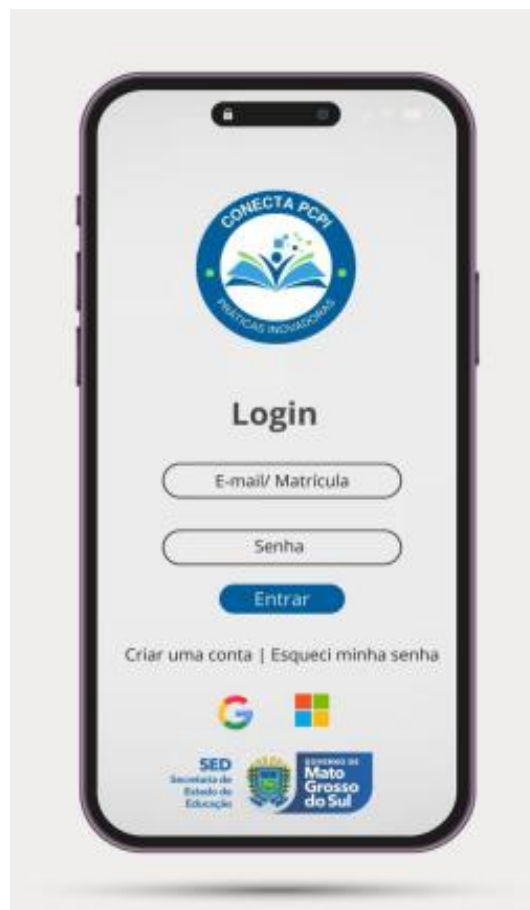 CONECTA PCPI
PRÁTICAS INOVADORAS
Login
E-mail/ Matrícula
Senha
Entrar
Criar uma conta | Esqueci minha senha
SED
Secretaria de
Estado de
Educação
GOVERNO DE
Mato
Grosso
do Sul